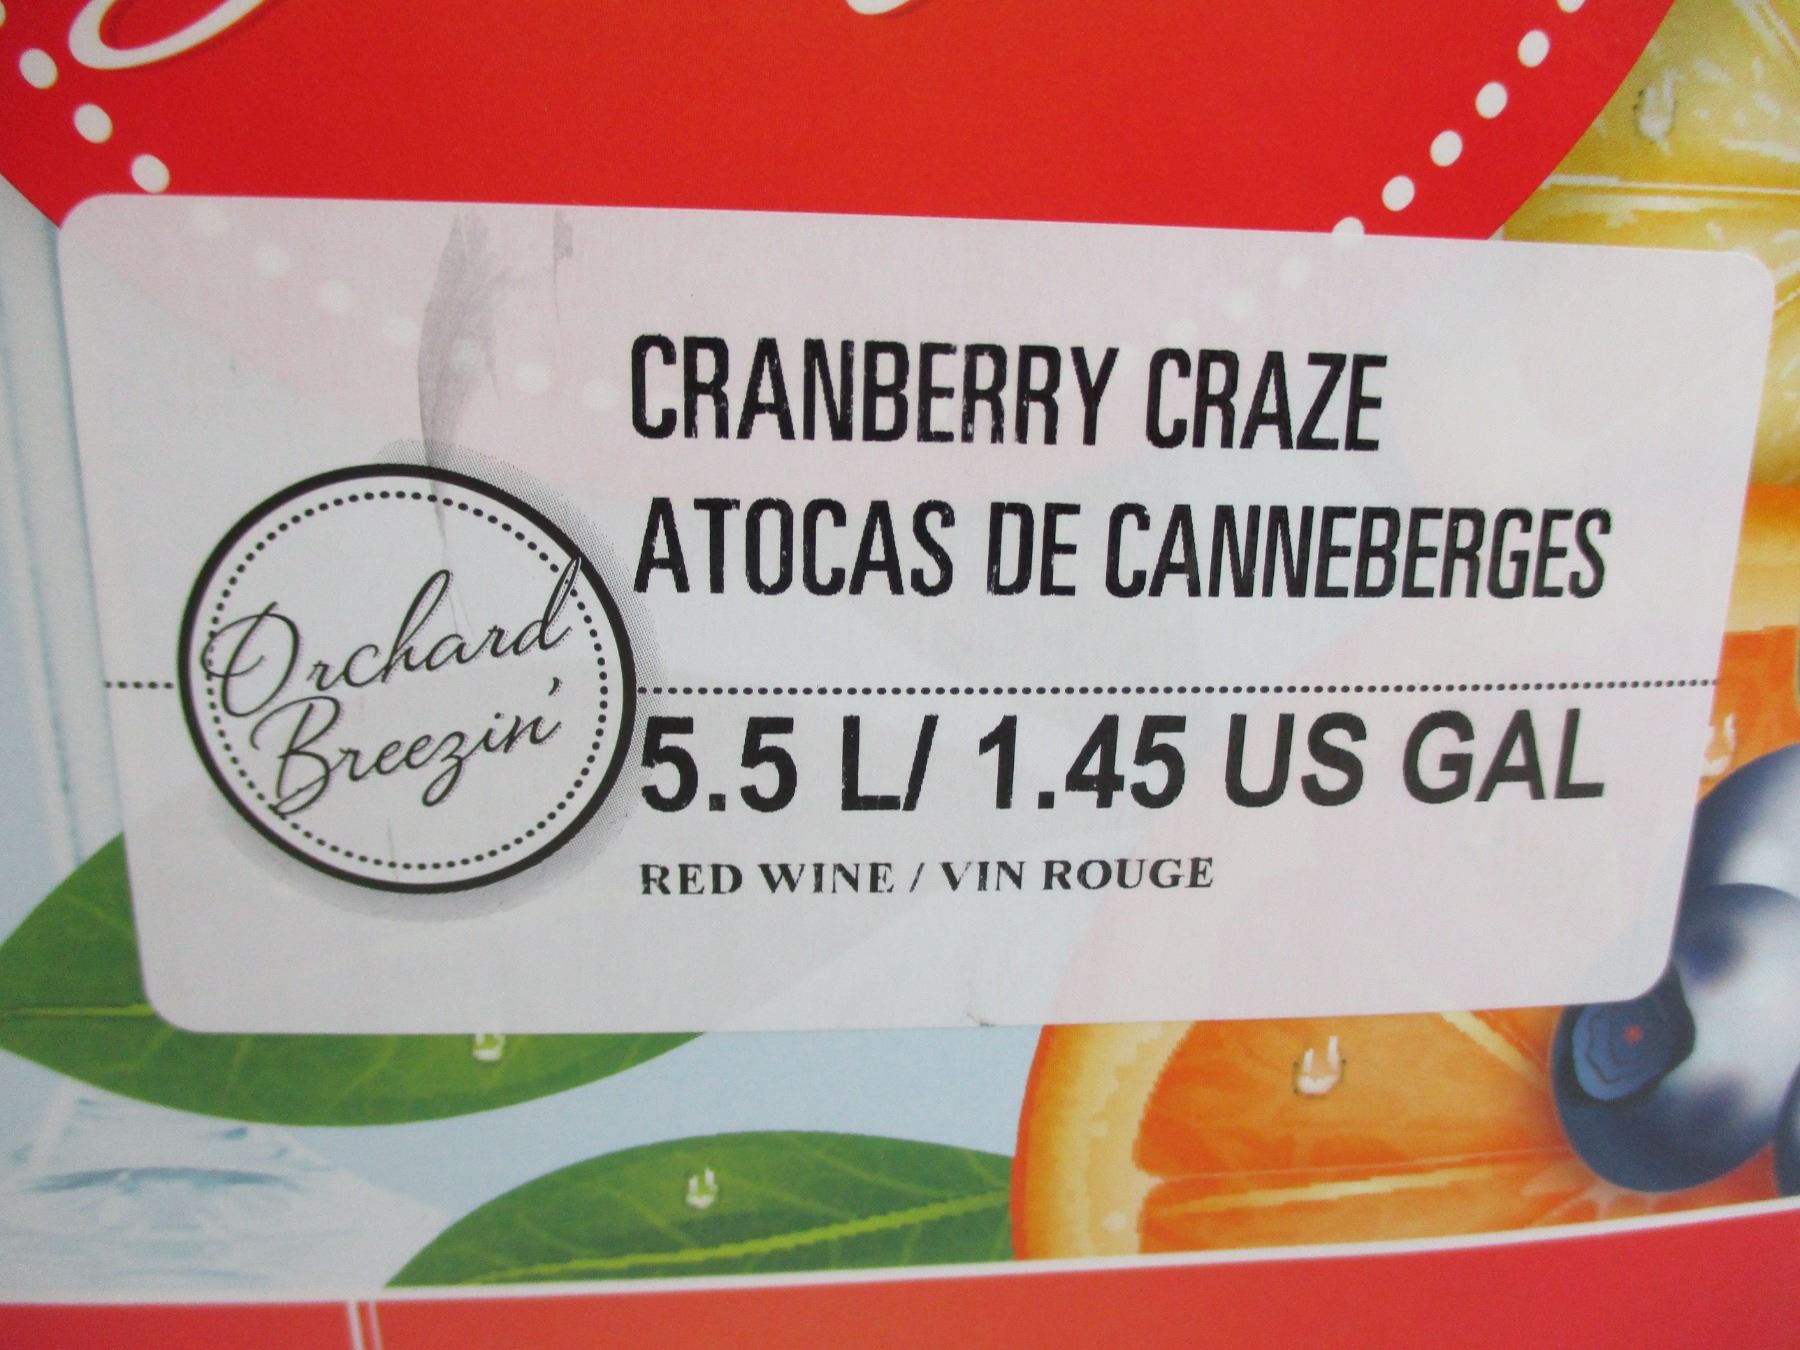 CRANBERRY CRAZE
ATOCAS DE CANNEBERGES
Orchard
Breezin'
5.5 L/ 1.45 US GAL
RED WINE / VIN ROUGE